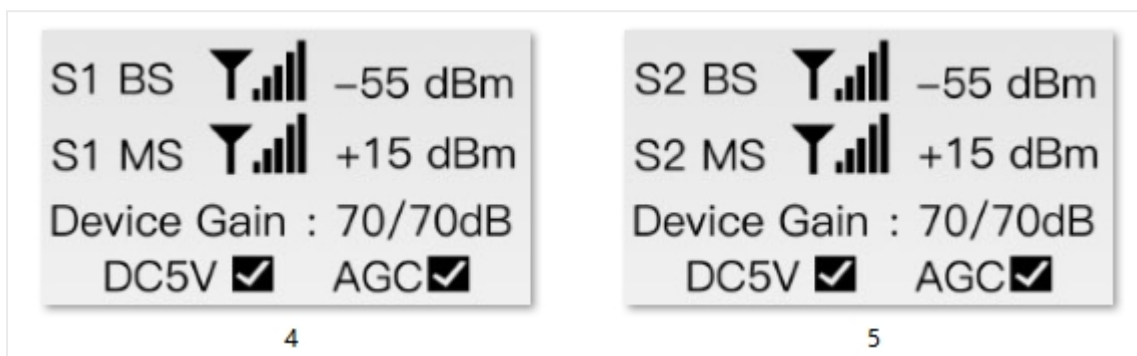 S1 BS -55 dBm
S1 MS +15 dBm
Device Gain : 70/70dB
DC5V AGC
4
S2 BS -55 dBm
S2 MS +15 dBm
Device Gain : 70/70dB
DC5V AGC
5